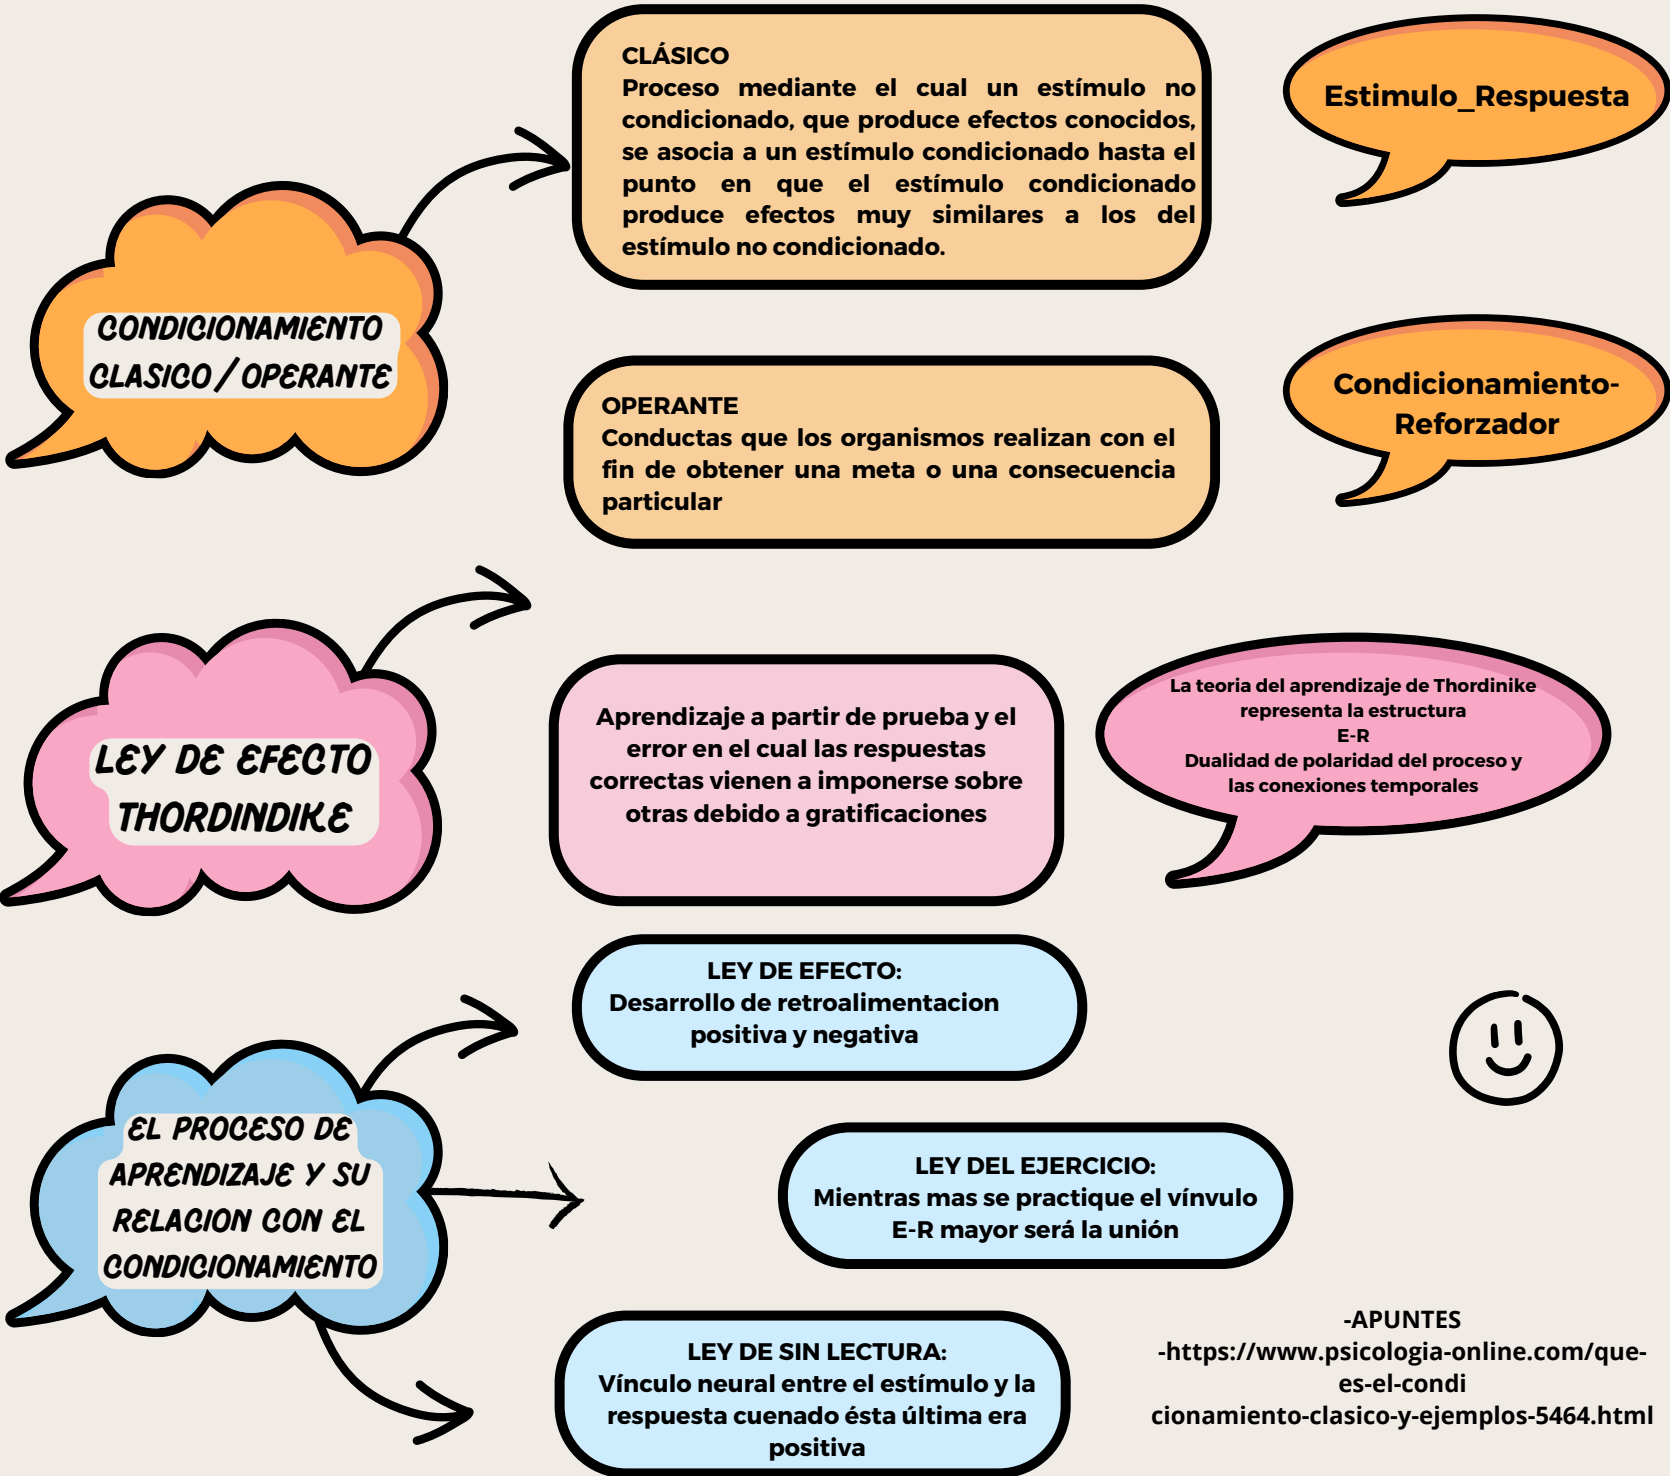 CLÁSICO
Proceso mediante el cual un estímulo no
condicionado, que produce efectos conocidos,
se asocia a un estímulo condicionado hasta el
punto en que el estímulo condicionado
produce efectos muy similares a los del
estímulo no condicionado.
Estimulo_Respuesta
CONDICIONAMIENTO
CLASICO / OPERANTE
OPERANTE
Conductas que los organismos realizan con el
fin de obtener una meta o una consecuencia
particular
Condicionamiento-
Reforzador
LEY DE EFECTO
THORDINDIKE
Aprendizaje a partir de prueba y el
error en el cual las respuestas
correctas vienen a imponerse sobre
otras debido a gratificaciones
La teoria del aprendizaje de Thordinike
representa la estructura
E-R
Dualidad de polaridad del proceso y
las conexiones temporales
EL PROCESO DE
APRENDIZAJE Y SU
RELACION CON EL
CONDICIONAMIENTO
LEY DE EFECTO:
Desarrollo de retroalimentacion
positiva y negativa
LEY DEL EJERCICIO:
Mientras mas se practique el vínvulo
E-R mayor será la unión
LEY DE SIN LECTURA:
Vínculo neural entre el estímulo y la
respuesta cuenado ésta última era
positiva
-APUNTES
-https://www.psicologia-online.com/que-
es-el-condi
cionamiento-clasico-y-ejemplos-5464.html